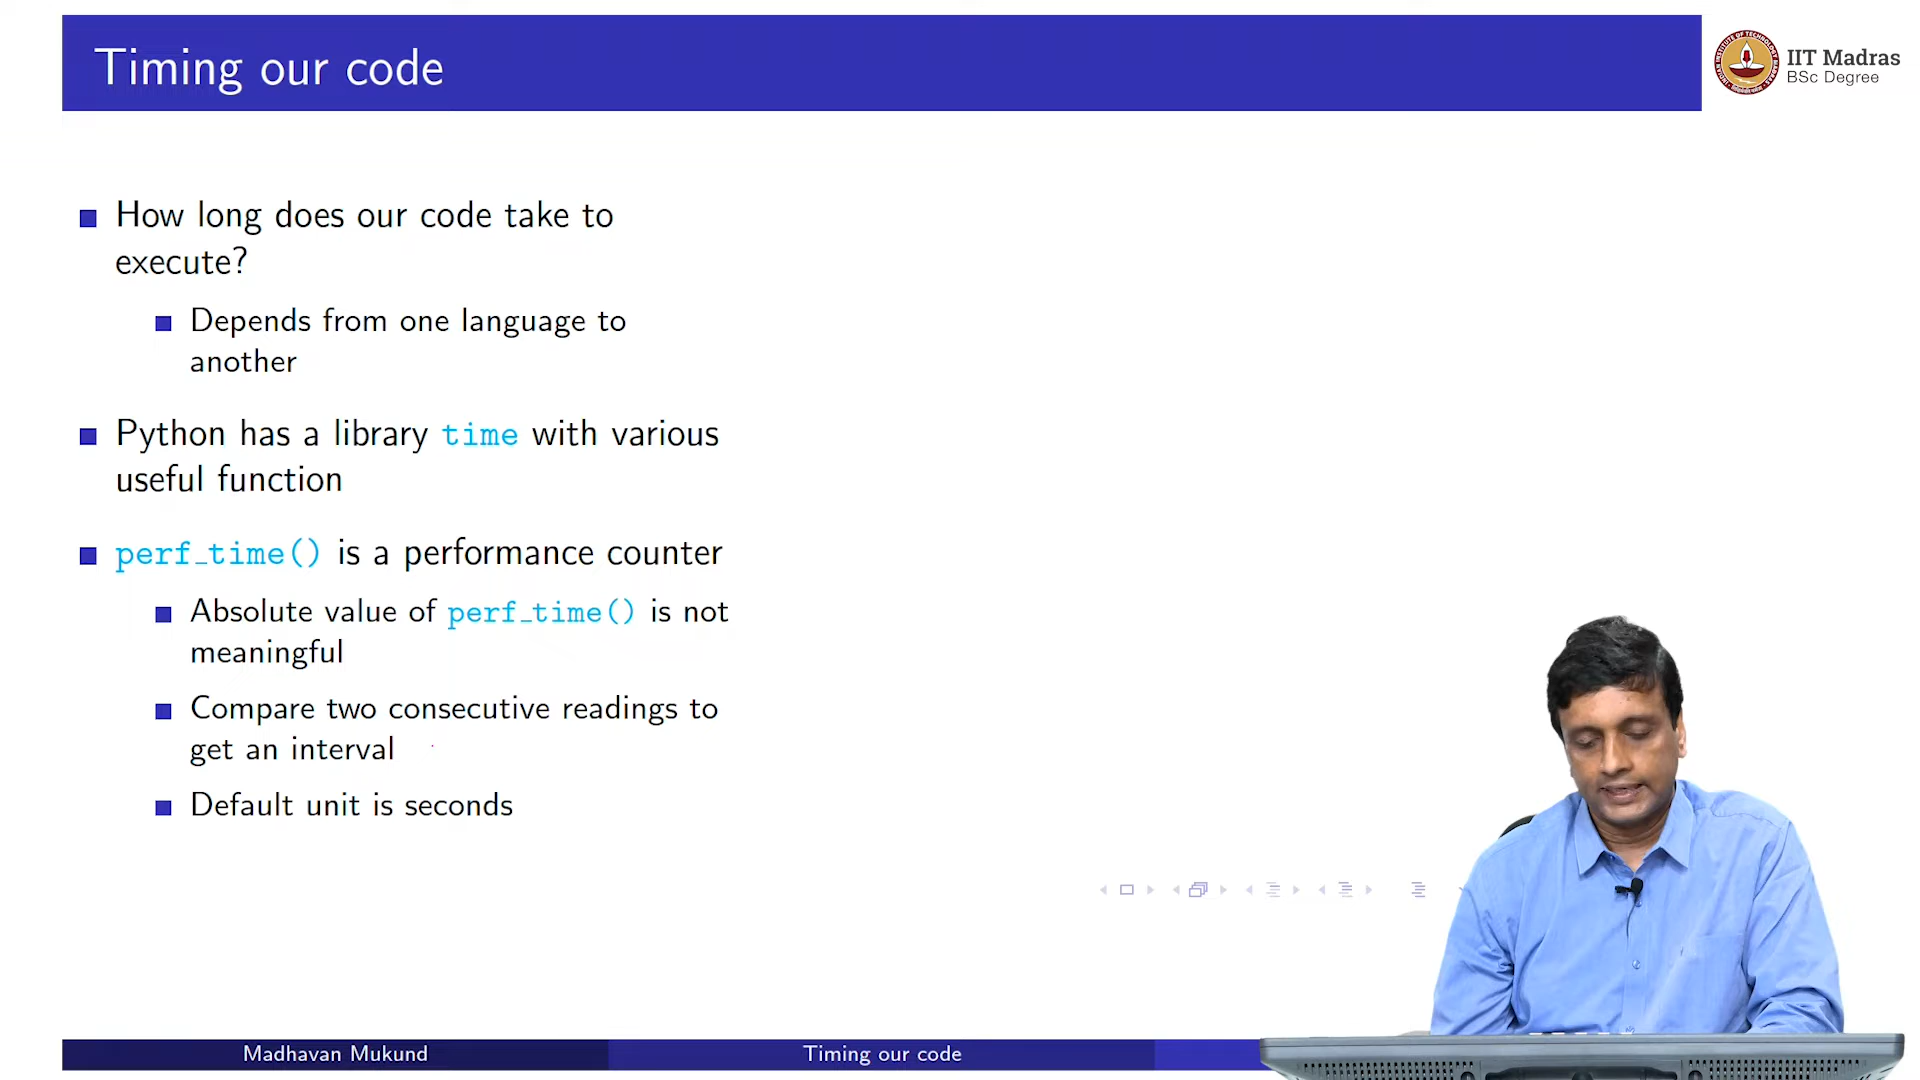 Timing our code
IIT Madras
BSc Degree
How long does our code take to
execute?
Depends from one language to
another
Python has a library time with various
useful function
perf_time() is a performance counter
Absolute value of perf_time() is not
meaningful
Compare two consecutive readings to
get an interval
Default unit is seconds
Madhavan Mukund
Timing our code